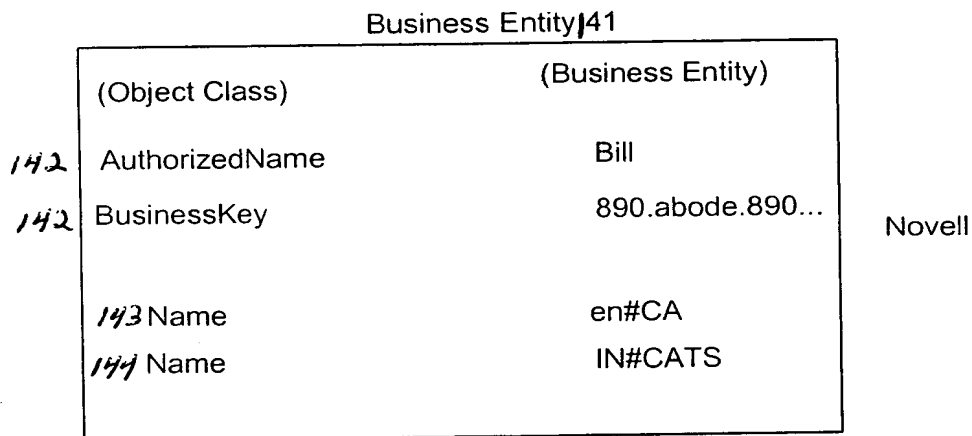 Business Entity 141
(Object Class) (Business Entity)
142 AuthorizedName Bill
142 BusinessKey 890.abode.890...
Novell
143 Name en#CA
144 Name IN#CATS